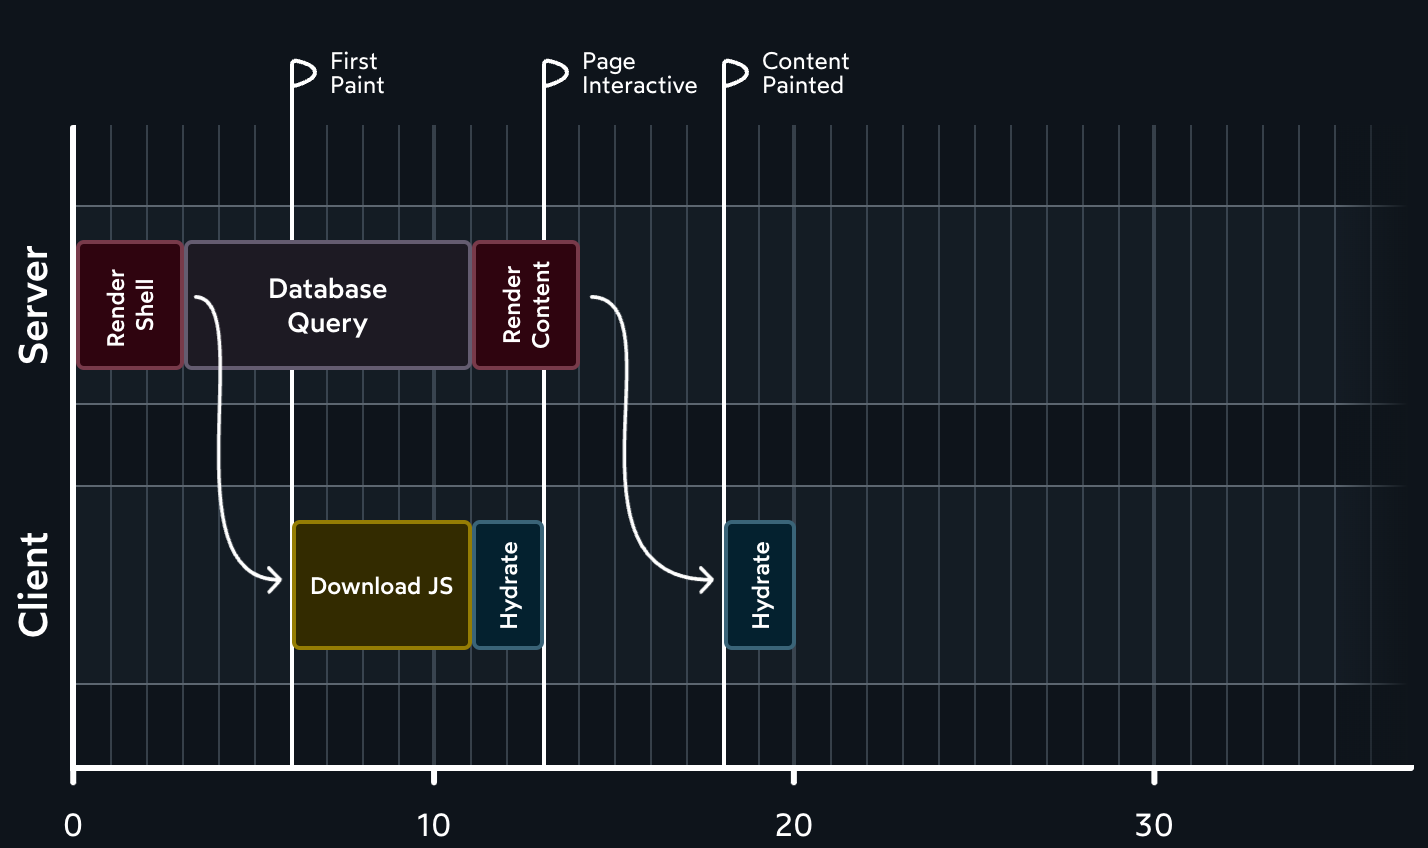 First
Paint
Page
Interactive
Content
Painted
Server
Render
Shell
Database
Query
Render
Content
Client
Download JS
Hydrate
Hydrate
0
10
20
30